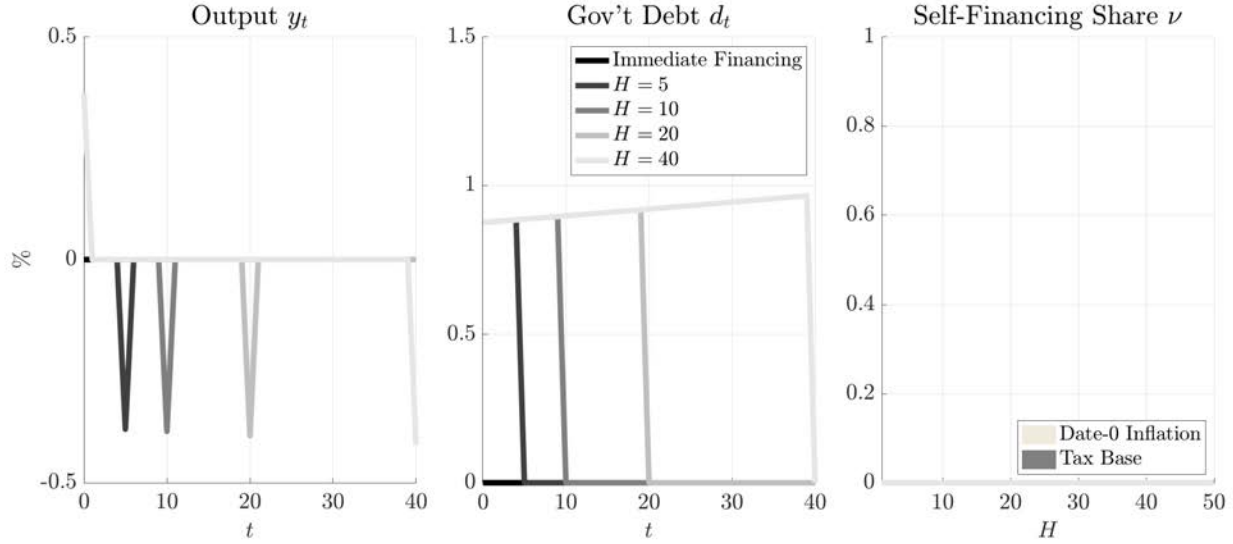 Output $y_t$
0.5
0
-0.5
%
0 10 20 30 40
$t$
Gov't Debt $d_t$
1.5
1
0.5
0
Immediate Financing
$H = 5$
$H = 10$
$H = 20$
$H = 40$
0 10 20 30 40
$t$
Self-Financing Share $\nu$
1
0.8
0.6
0.4
0.2
0
Date-0 Inflation
Tax Base
10 20 30 40 50
$H$